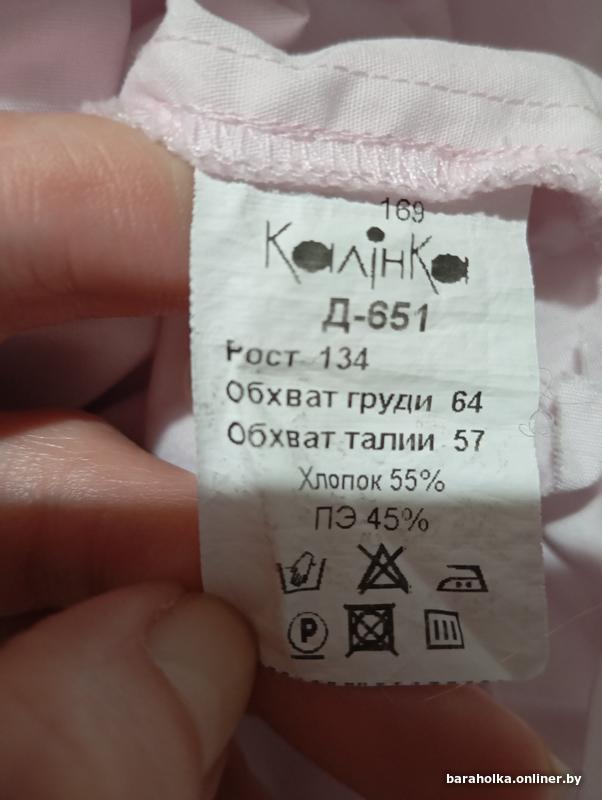 169
Калінка
Д-651
Рост 134
Обхват груди 64
Обхват талии 57
Хлопок 55%
ПЭ 45%
P
baraholka.onliner.by